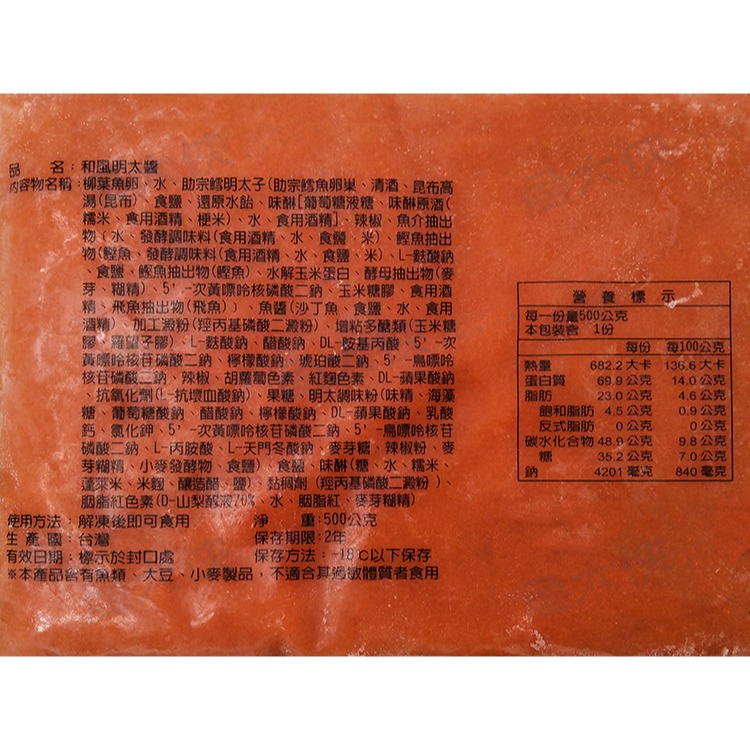 品 名：和風明太醬
內容物名稱：柳葉魚卵、水、助宗鱈明太子(助宗鱈魚卵巢、清酒、昆布高
湯(昆布)、食鹽、還原水飴、味醂[葡萄糖液糖、味醂原酒(
糯米、食用酒精、梗米)、水、食用酒精]、辣椒、魚介抽出
物(水、發酵調味料(食用酒精、水、食鹽、米)、鰹魚抽出
物(鰹魚、發酵調味料(食用酒精、水、食鹽、米)、L-麩酸鈉
、食鹽、鰹魚抽出物(鰹魚)、水解玉米蛋白、酵母抽出物(麥
芽、糊精)、5'-次黃嘌呤核磷酸二鈉、玉米糖膠、食用酒
精、飛魚抽出物(飛魚)、魚醬(沙丁魚、食鹽、水、食用
酒精)、加工澱粉(羥丙基磷酸二澱粉)、增粘多醣類(玉米糖
膠、羅望子膠)、L-麩酸鈉、醋酸鈉、DL-胺基丙酸、5'-次
黃嘌呤核苷磷酸二鈉、檸檬酸鈉、琥珀酸二鈉、5'-鳥嘌呤
核苷磷酸二鈉、辣椒、胡蘿蔔色素、紅麴色素、DL-蘋果酸鈉
、抗氧化劑(L-抗壞血酸鈉)、果糖、明太調味粉(味精、海藻
糖、葡萄糖酸鈉、醋酸鈉、檸檬酸鈉、DL-蘋果酸鈉、乳酸
鈣、氯化鉀、5'-次黃嘌呤核苷磷酸二鈉、5'-鳥嘌呤核苷
磷酸二鈉、L-丙胺酸、L-天門冬酸鈉、麥芽糖、辣椒粉、麥
芽糊精、小麥發酵物、食鹽)、食鹽、味醂(糖、水、糯米、
蓬萊米、米麴、釀造醋、鹽)、黏稠劑(羥丙基磷酸二澱粉)、
胭脂紅色素(D-山梨醇液70%、水、胭脂紅、麥芽糊精)
使用方法：解凍後即可食用 淨 重：500公克
生 產 國：台灣 保存期限：2年
有效日期：標示於封口處 保存方法：-18℃以下保存
※本產品含有魚類、大豆、小麥製品，不適合其過敏體質者食用
營 養 標 示
每一份量500公克
本包裝含 1份
每份 每100公克
熱量 682.2大卡 136.6大卡
蛋白質 69.9公克 14.0公克
脂肪 23.0公克 4.6公克
飽和脂肪 4.5公克 0.9公克
反式脂肪 0公克 0公克
碳水化合物 48.9公克 9.8公克
糖 35.2公克 7.0公克
鈉 4201毫克 840毫克